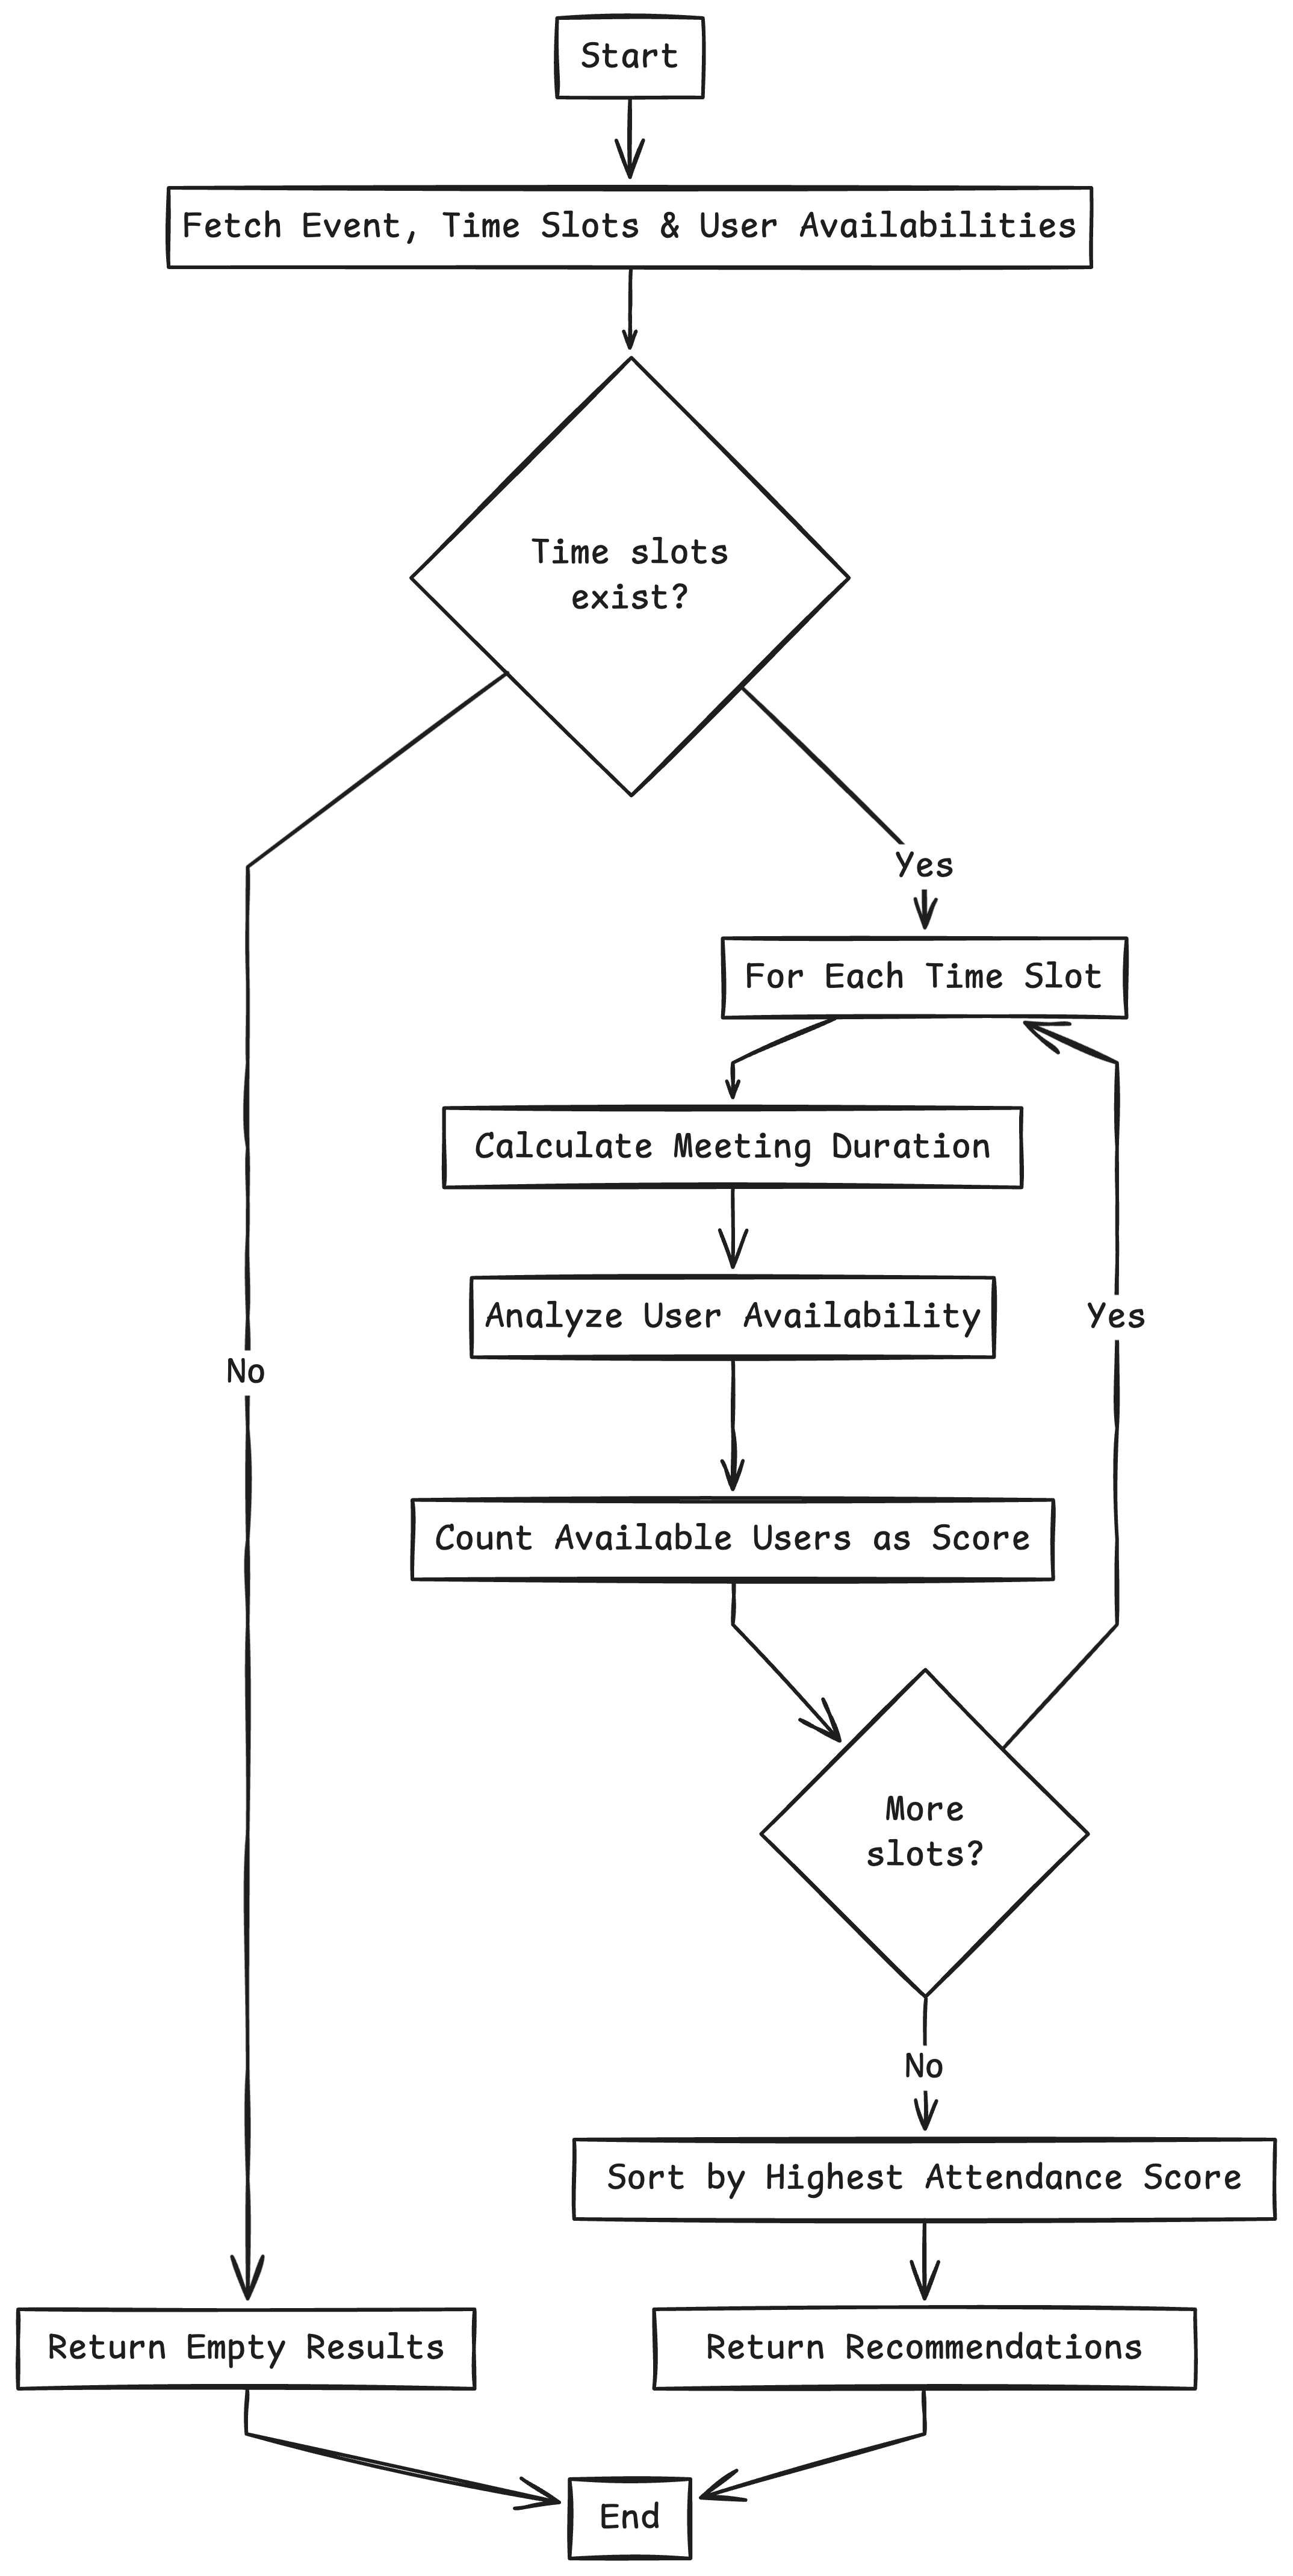 Start
Fetch Event, Time Slots & User Availabilities
Time slots
exist?
Yes
For Each Time Slot
Calculate Meeting Duration
Analyze User Availability
Yes
No
Count Available Users as Score
More
slots?
No
Sort by Highest Attendance Score
Return Empty Results
Return Recommendations
End